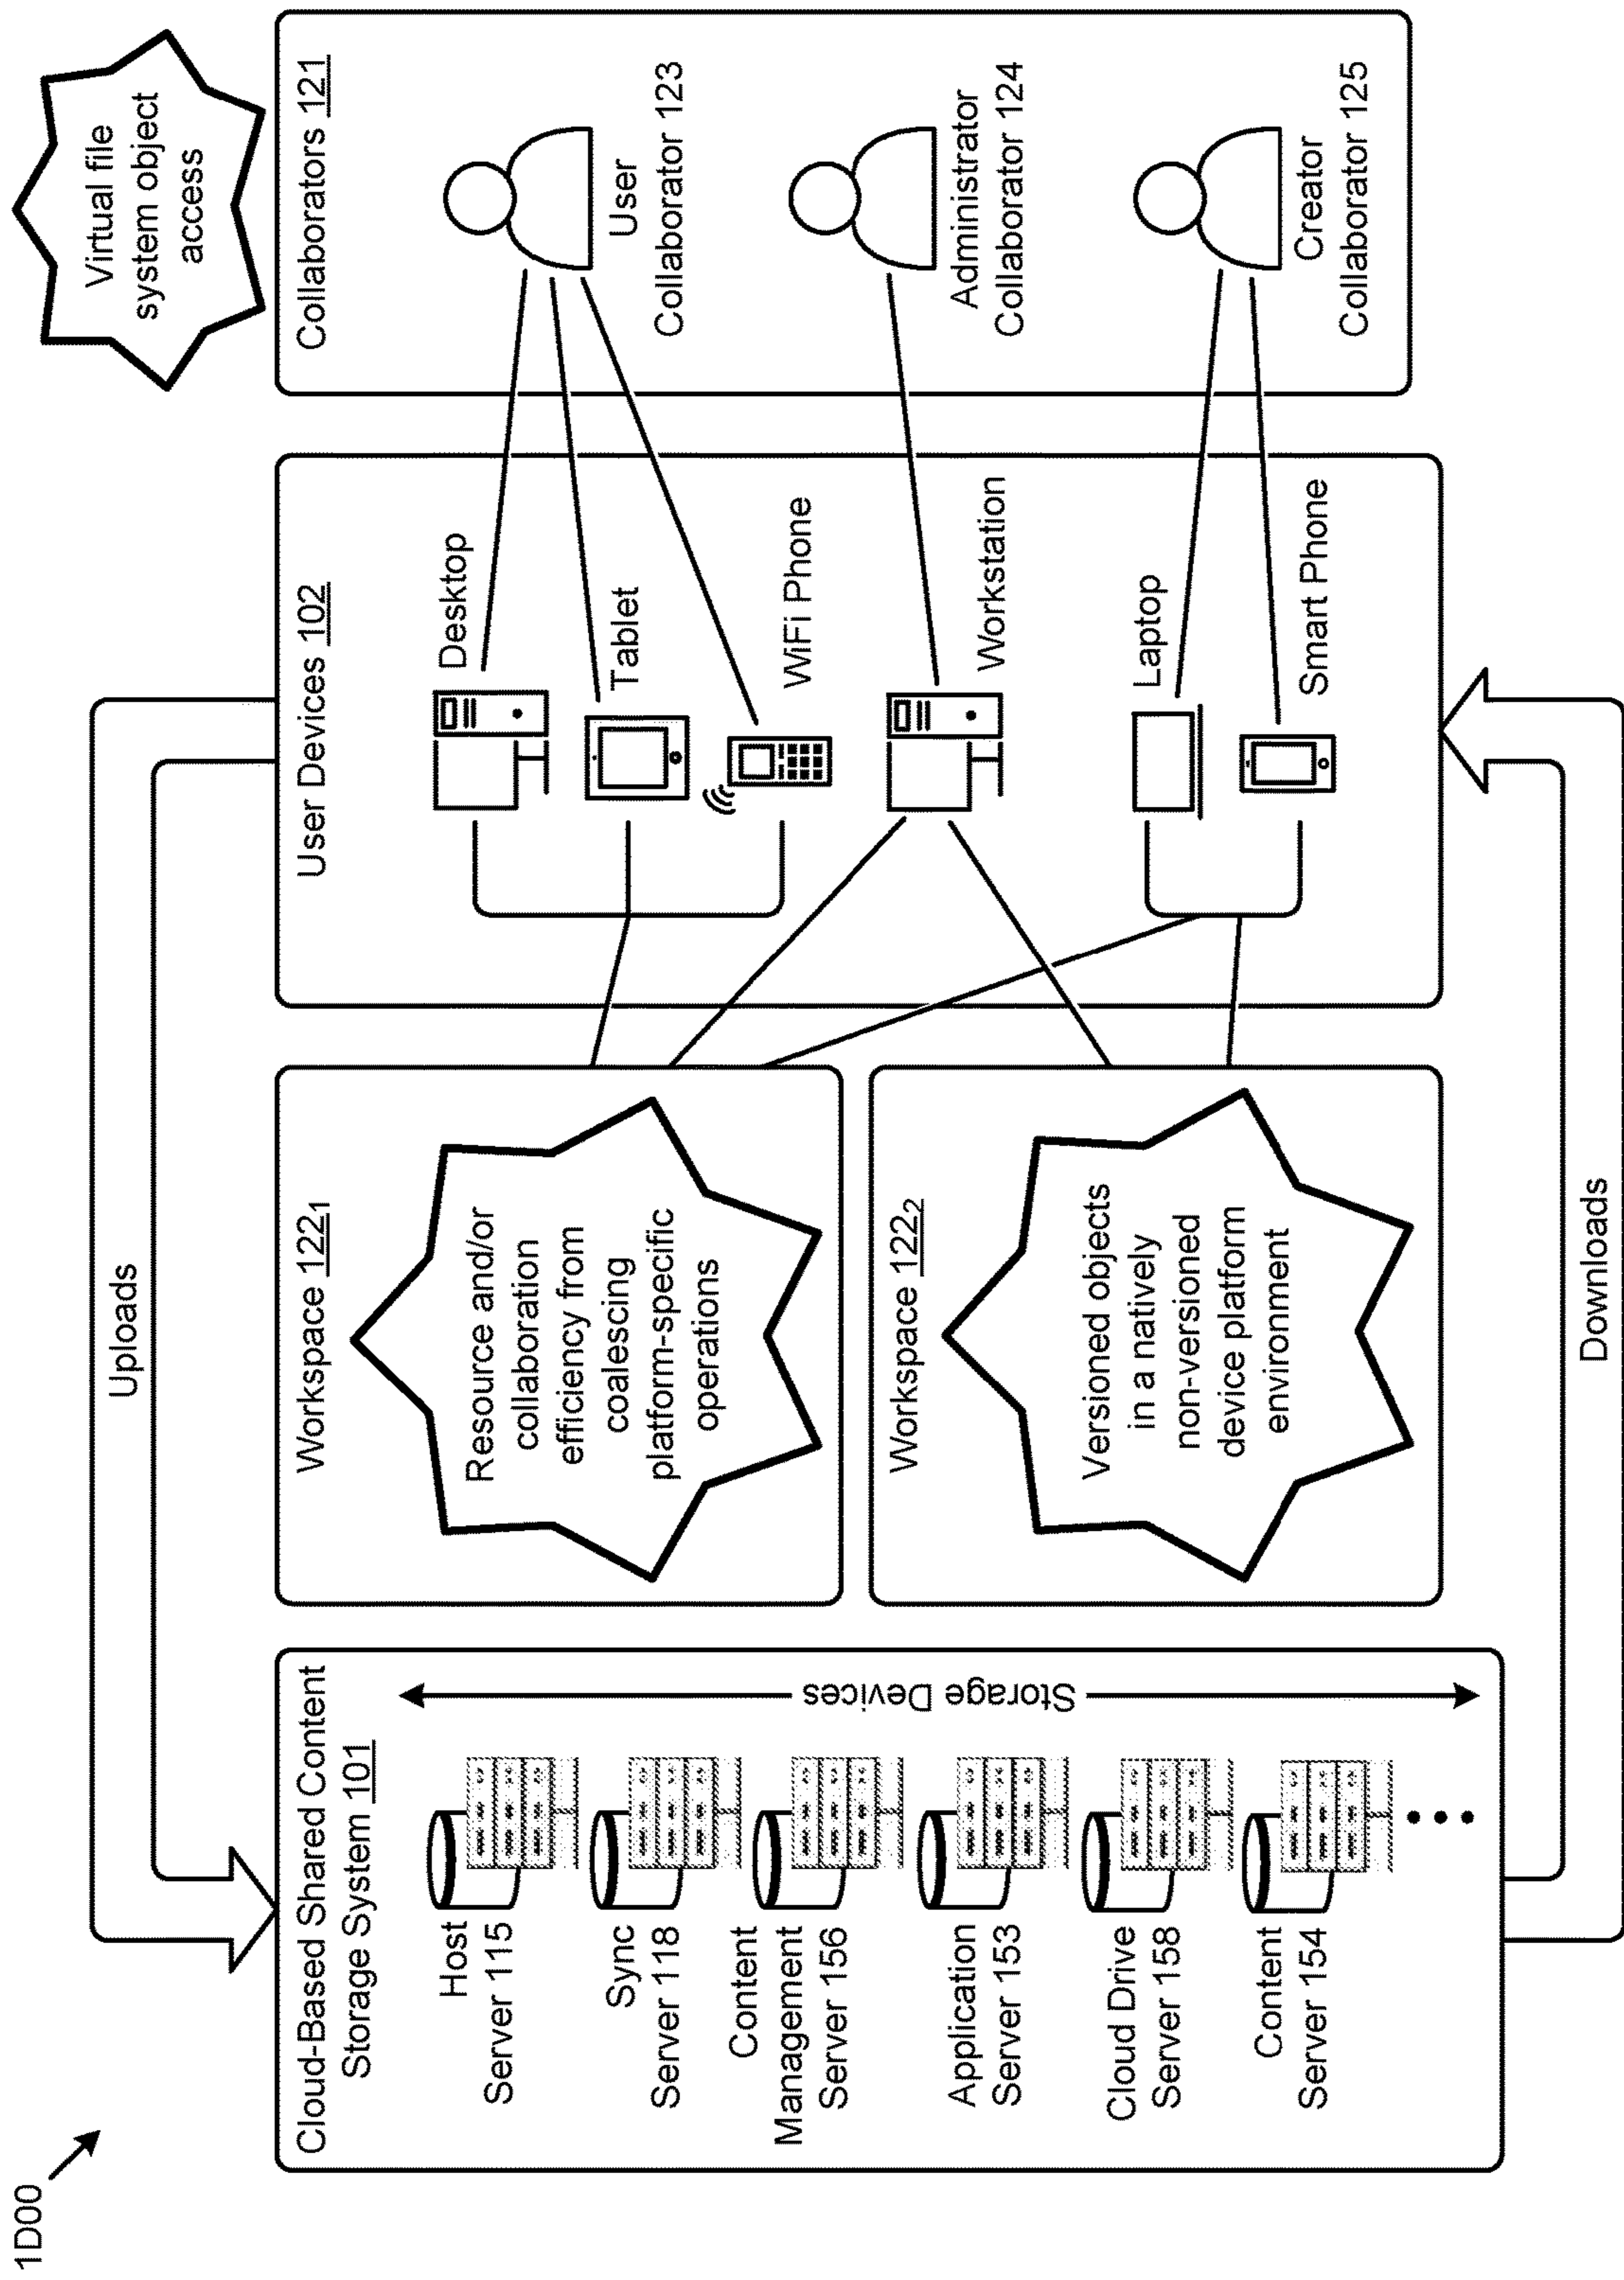 1D00
Uploads
Cloud-Based Shared Content
Storage System 101
Host
Server 115
Sync
Server 118
Content
Management
Server 156
Application
Server 153
Cloud Drive
Server 158
Content
Server 154
Storage Devices
Workspace 122₁
Resource and/or
collaboration
efficiency from
coalescing
platform-specific
operations
Workspace 122₂
Versioned objects
in a natively
non-versioned
device platform
environment
User Devices 102
Desktop
Tablet
WiFi Phone
Workstation
Laptop
Smart Phone
Virtual file
system object
access
Collaborators 121
User
Collaborator 123
Administrator
Collaborator 124
Creator
Collaborator 125
Downloads